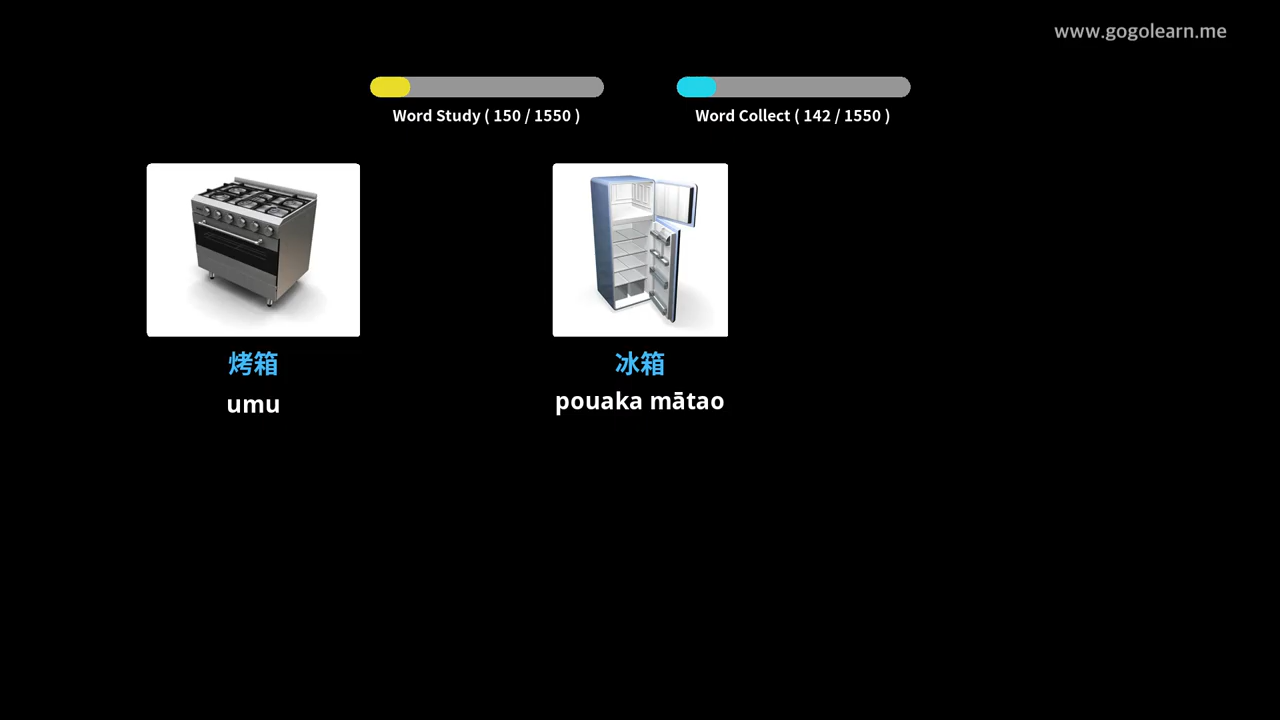 www.gogolearn.me
Word Study ( 150 / 1550 )
Word Collect ( 142 / 1550 )
烤箱
umu
冰箱
pouaka mātao